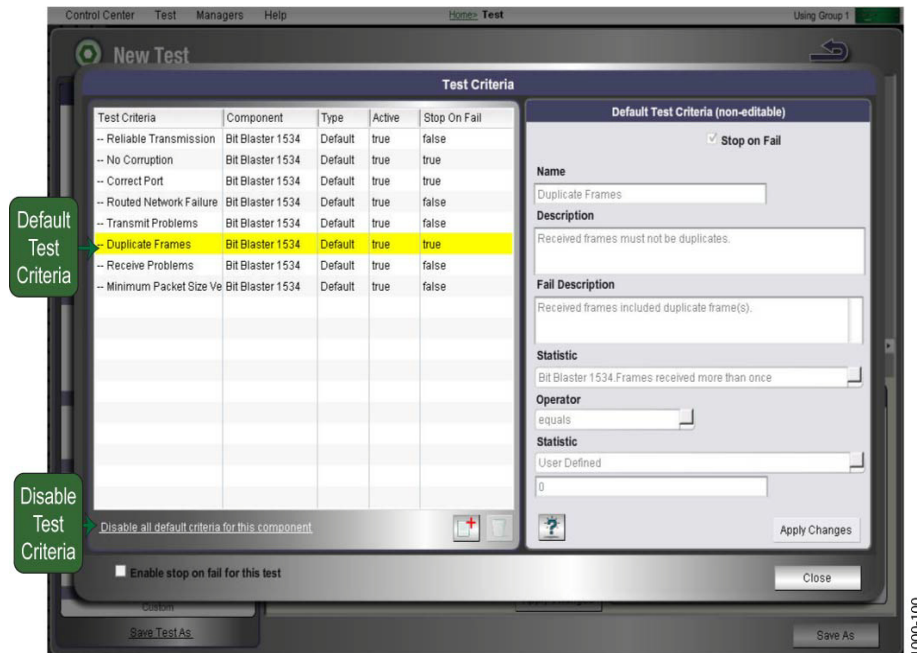 Control Center Test Managers Help Home> Test Using Group 1
New Test
Test Criteria
Test Criteria Component Type Active Stop On Fail
-- Reliable Transmission Bit Blaster 1534 Default true false
-- No Corruption Bit Blaster 1534 Default true true
-- Correct Port Bit Blaster 1534 Default true true
-- Routed Network Failure Bit Blaster 1534 Default true false
-- Transmit Problems Bit Blaster 1534 Default true false
-- Duplicate Frames Bit Blaster 1534 Default true true
-- Receive Problems Bit Blaster 1534 Default true false
-- Minimum Packet Size Ve Bit Blaster 1534 Default true false
Default
Test
Criteria
Disable
Test
Criteria
Disable all default criteria for this component
Default Test Criteria (non-editable)
Stop on Fail
Name
Duplicate Frames
Description
Received frames must not be duplicates.
Fail Description
Received frames included duplicate frame(s).
Statistic
Bit Blaster 1534.Frames received more than once
Operator
equals
Statistic
User Defined
0
?
Apply Changes
Enable stop on fail for this test
Close
Custom
Save Test As
Save As